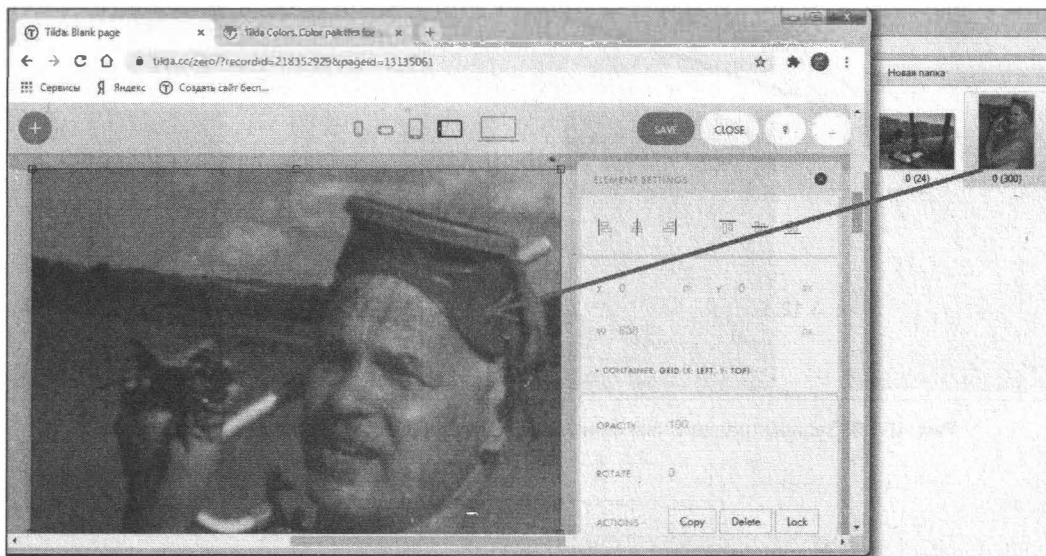 Tilda: Blank page
Tilda Colors. Color palettes for
tilda.cc/zero/?recordid=218352929&pageid=13135061
Сервисы Яндекс Создать сайт бесп...
SAVE CLOSE ? ...
Новая папка
0 (24) 0 (300)
ELEMENT SETTINGS
X 0 Y 0
W
+ CONTAINER: GRID (X: LEFT, Y: TOP)
OPACITY 100
ROTATE 0
ACTIONS Copy Delete Lock